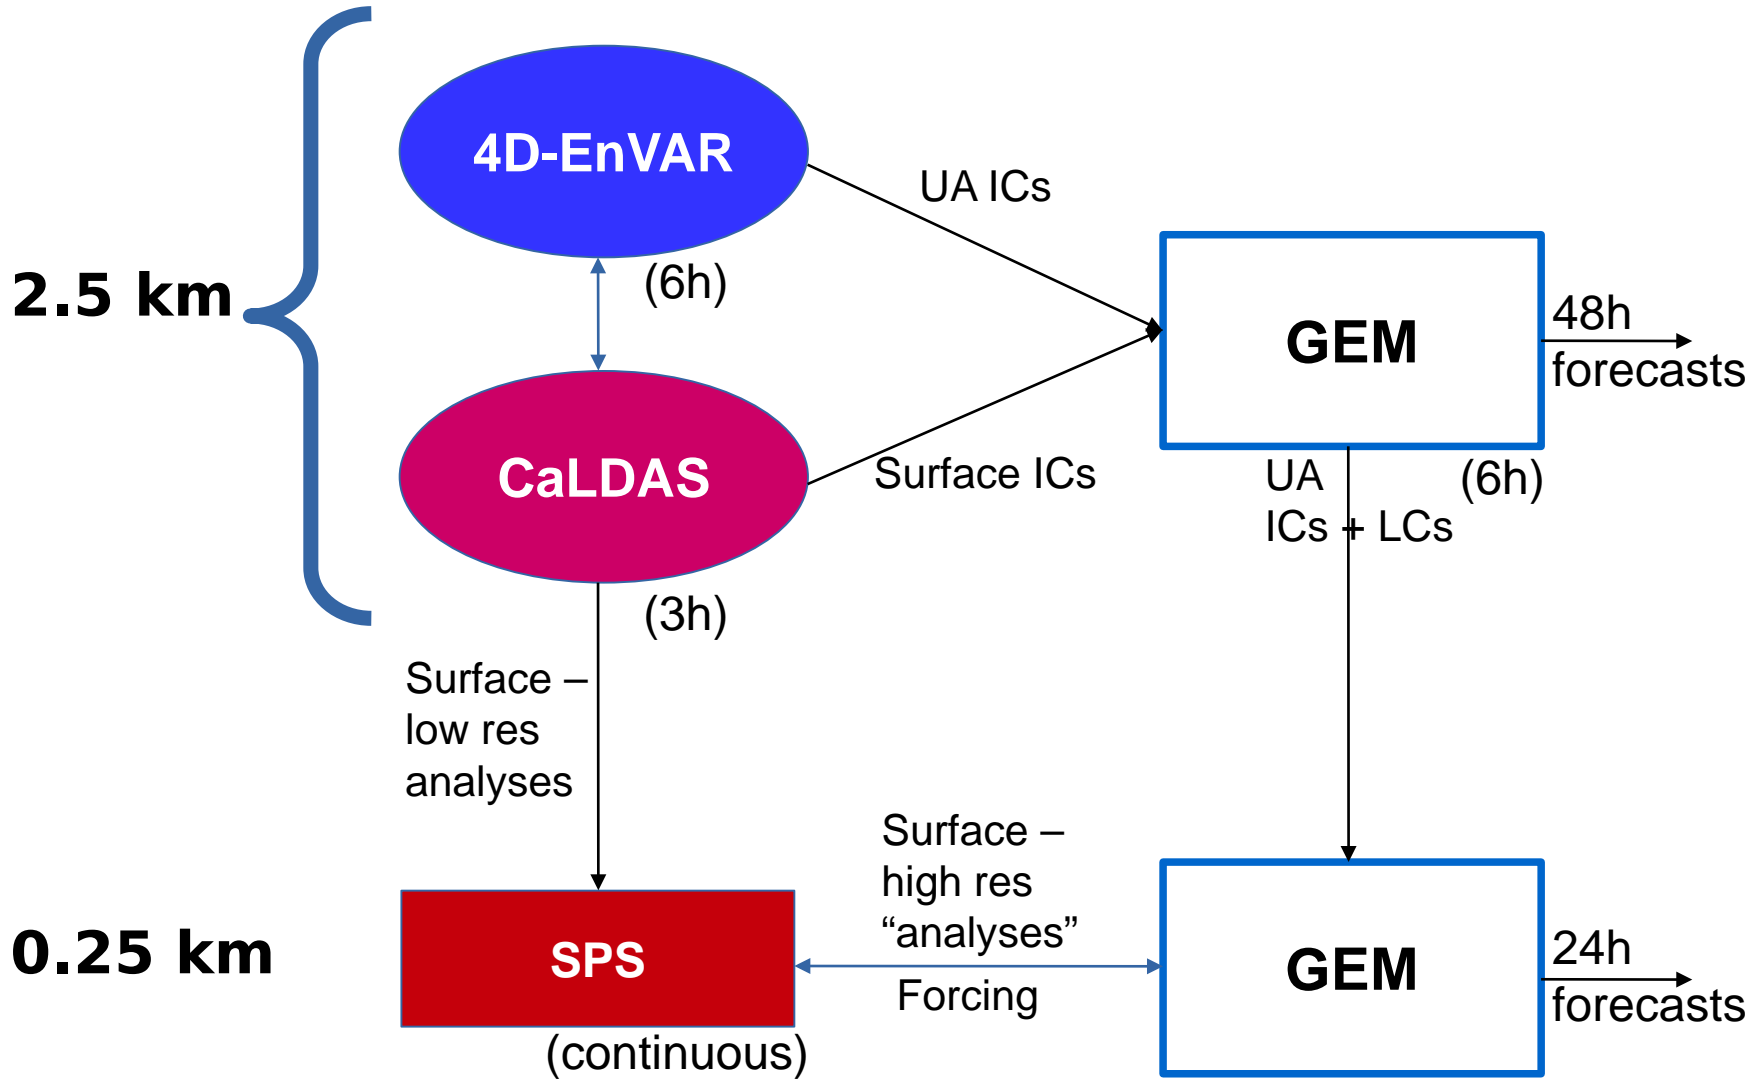 4D-EnVAR
UA ICs
2.5 km
(6h)
GEM
48h
forecasts
CaLDAS
Surface ICs
UA
ICs + LCs
(6h)
(3h)
Surface –
low res
analyses
Surface –
high res
“analyses”
0.25 km
SPS
Forcing
GEM
24h
forecasts
(continuous)